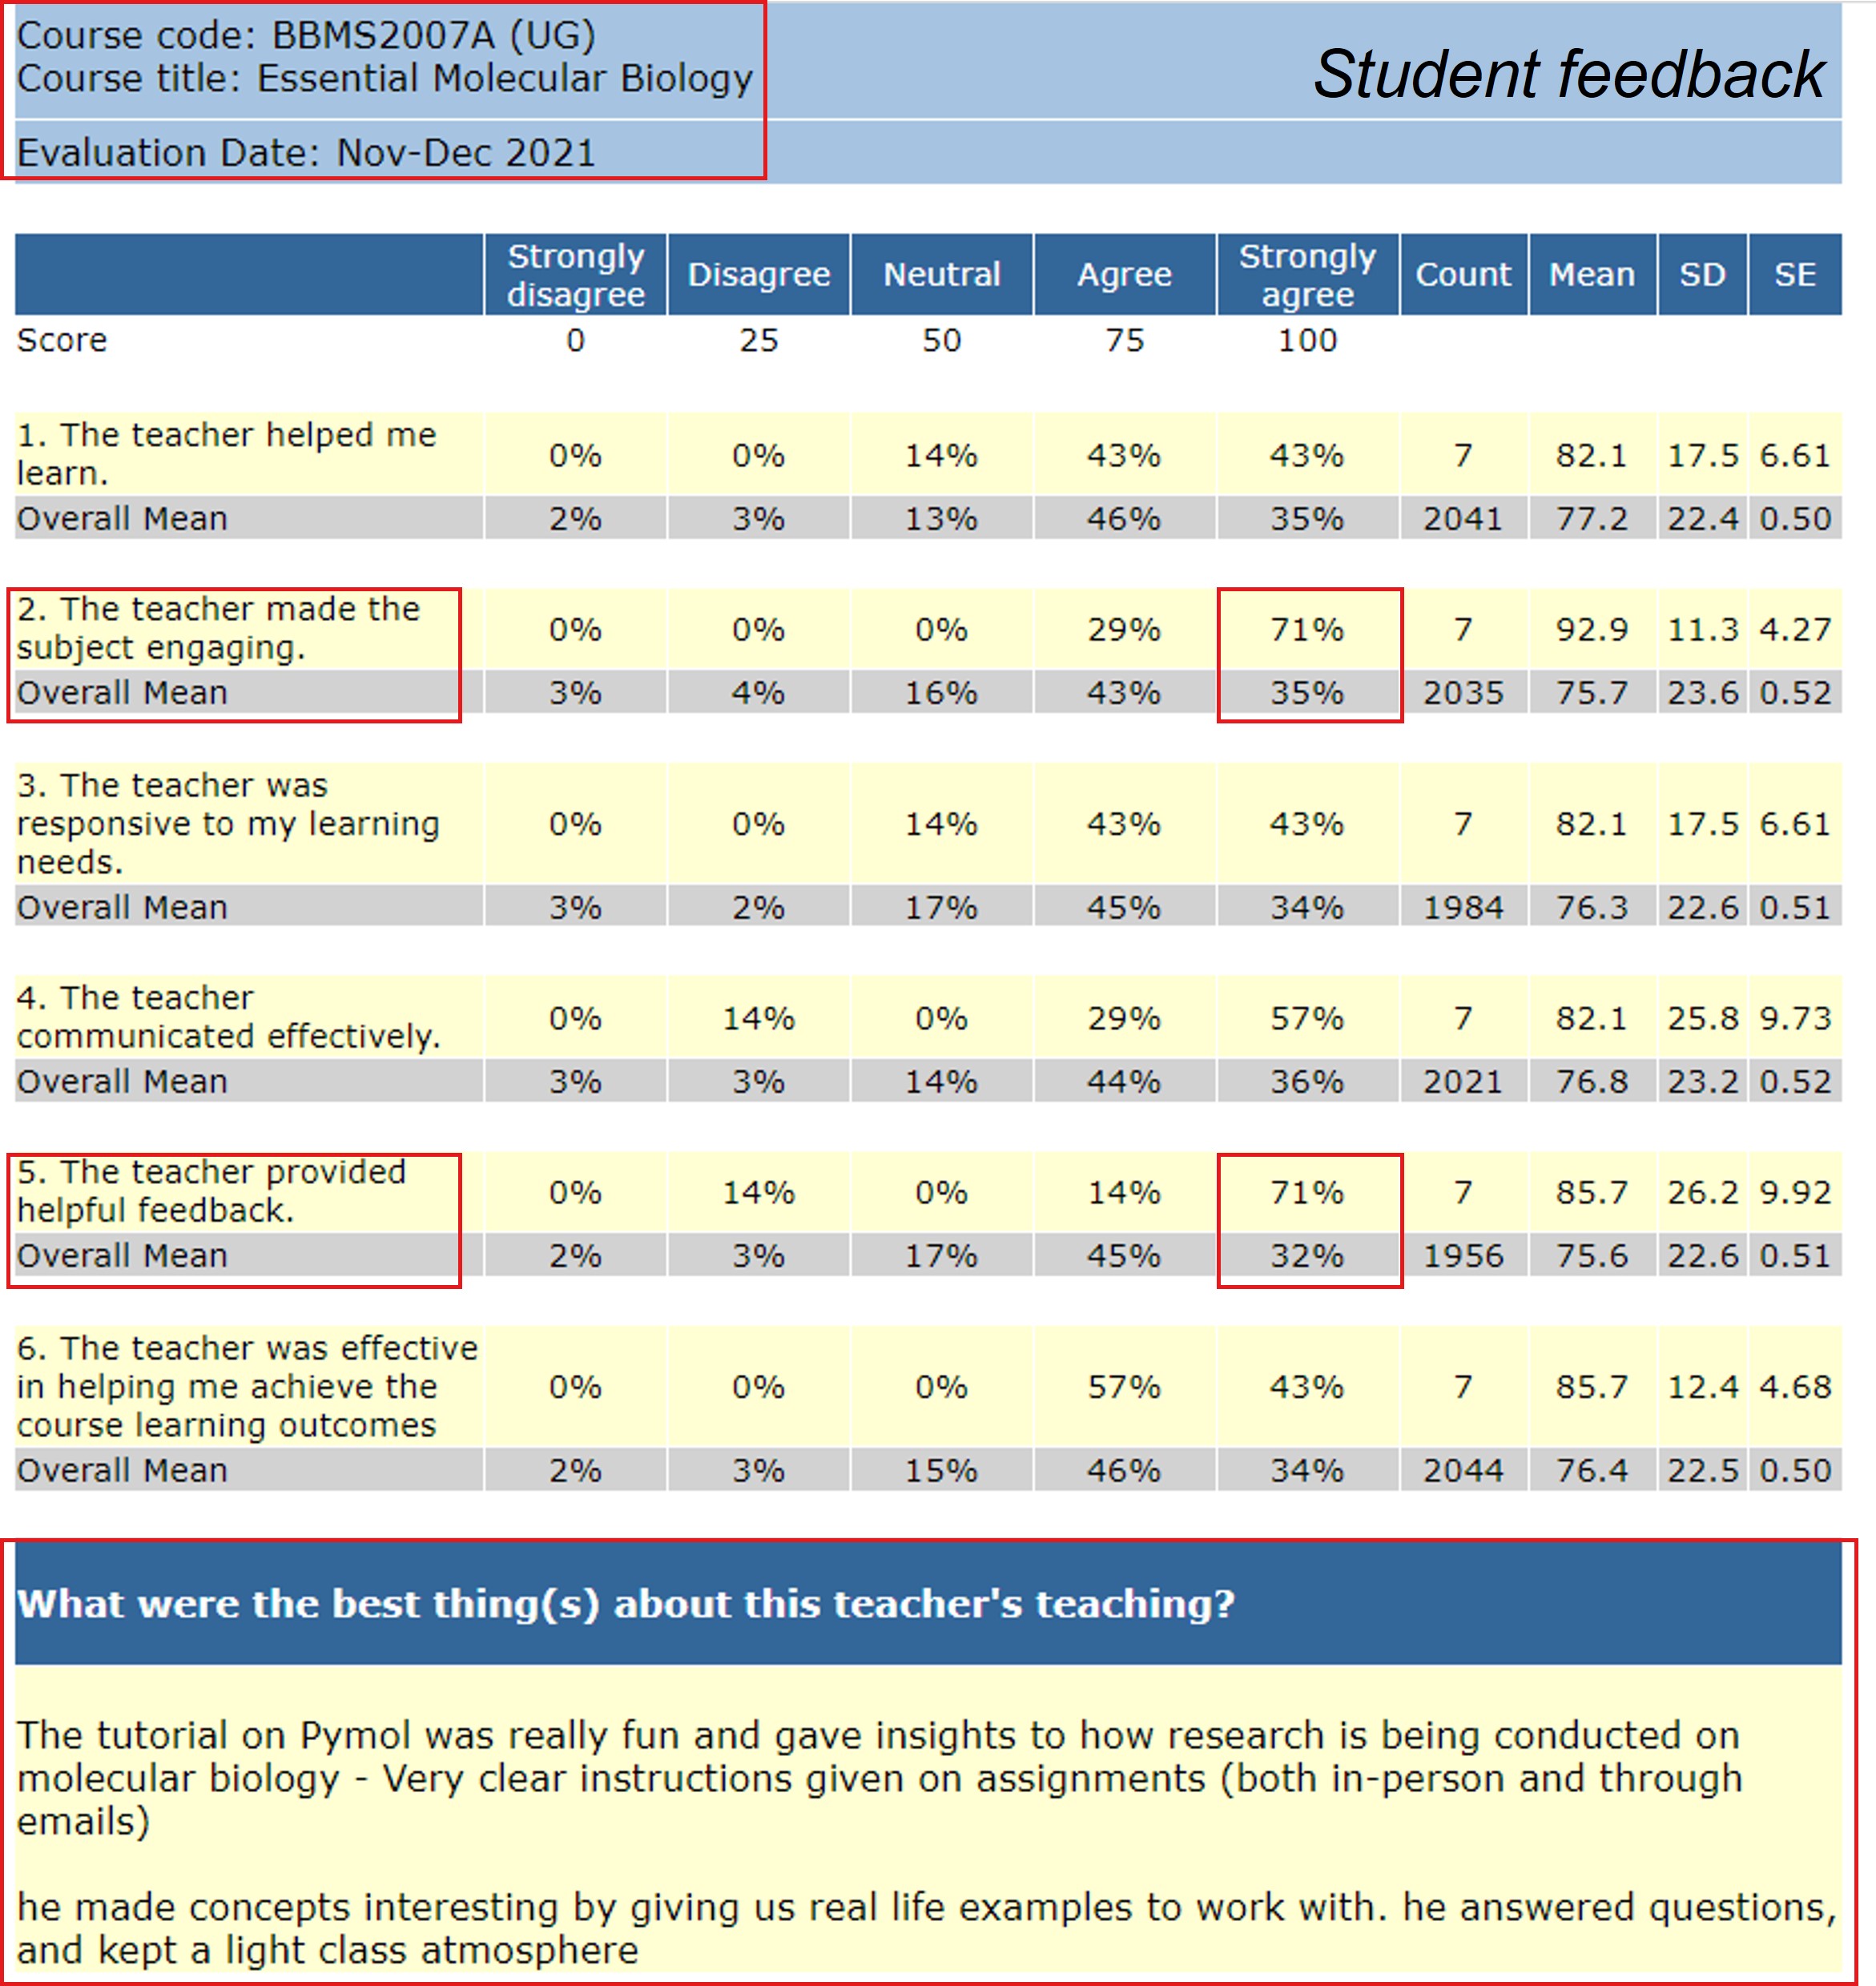 Course code: BBMS2007A (UG)
Course title: Essential Molecular Biology
Student feedback
Evaluation Date: Nov-Dec 2021
Strongly disagree Disagree Neutral Agree Strongly agree Count Mean SD SE
Score 0 25 50 75 100
1. The teacher helped me
learn.
0% 0% 14% 43% 43% 7 82.1 17.5 6.61
Overall Mean 2% 3% 13% 46% 35% 2041 77.2 22.4 0.50
2. The teacher made the
subject engaging.
0% 0% 0% 29% 71% 7 92.9 11.3 4.27
Overall Mean 3% 4% 16% 43% 35% 2035 75.7 23.6 0.52
3. The teacher was
responsive to my learning
needs.
0% 0% 14% 43% 43% 7 82.1 17.5 6.61
Overall Mean 3% 2% 17% 45% 34% 1984 76.3 22.6 0.51
4. The teacher
communicated effectively.
0% 14% 0% 29% 57% 7 82.1 25.8 9.73
Overall Mean 3% 3% 14% 44% 36% 2021 76.8 23.2 0.52
5. The teacher provided
helpful feedback.
0% 14% 0% 14% 71% 7 85.7 26.2 9.92
Overall Mean 2% 3% 17% 45% 32% 1956 75.6 22.6 0.51
6. The teacher was effective
in helping me achieve the
course learning outcomes
0% 0% 0% 57% 43% 7 85.7 12.4 4.68
Overall Mean 2% 3% 15% 46% 34% 2044 76.4 22.5 0.50
What were the best thing(s) about this teacher's teaching?
The tutorial on Pymol was really fun and gave insights to how research is being conducted on
molecular biology - Very clear instructions given on assignments (both in-person and through
emails)
he made concepts interesting by giving us real life examples to work with. he answered questions,
and kept a light class atmosphere